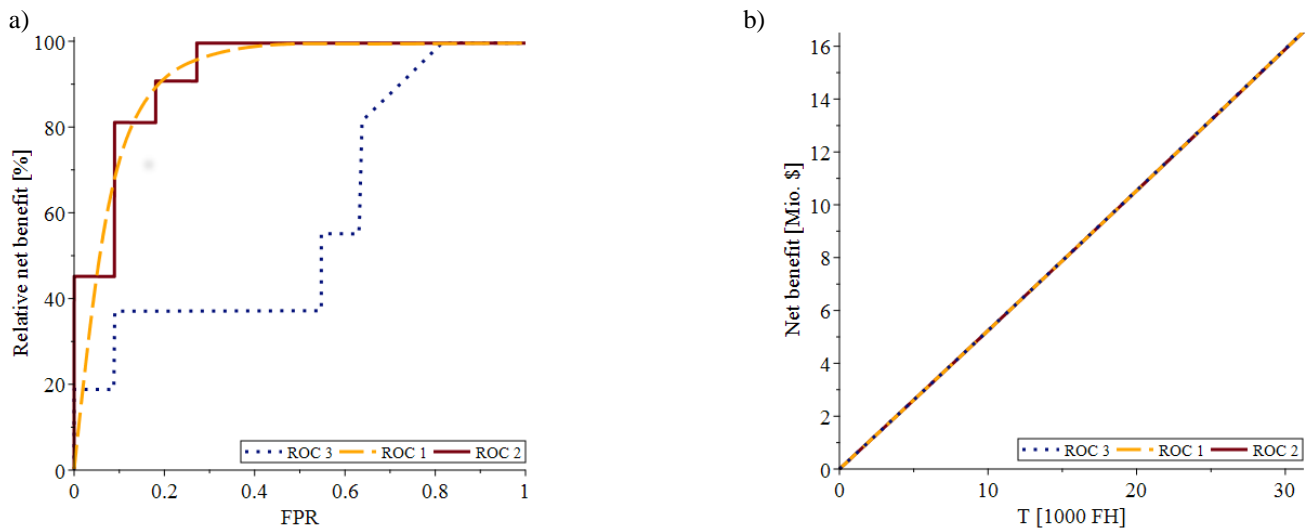 a)
Relative net benefit [%]
100
80
60
40
20
0
0
0.2
0.4
0.6
0.8
1
FPR
ROC 3
ROC 1
ROC 2
b)
Net benefit [Mio. $]
16
14
12
10
8
6
4
2
0
0
10
20
30
T [1000 FH]
ROC 3
ROC 1
ROC 2